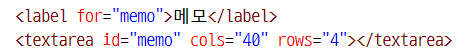 <label for="memo">메모</label>
<textarea id="memo" cols="40" rows="4"></textarea>